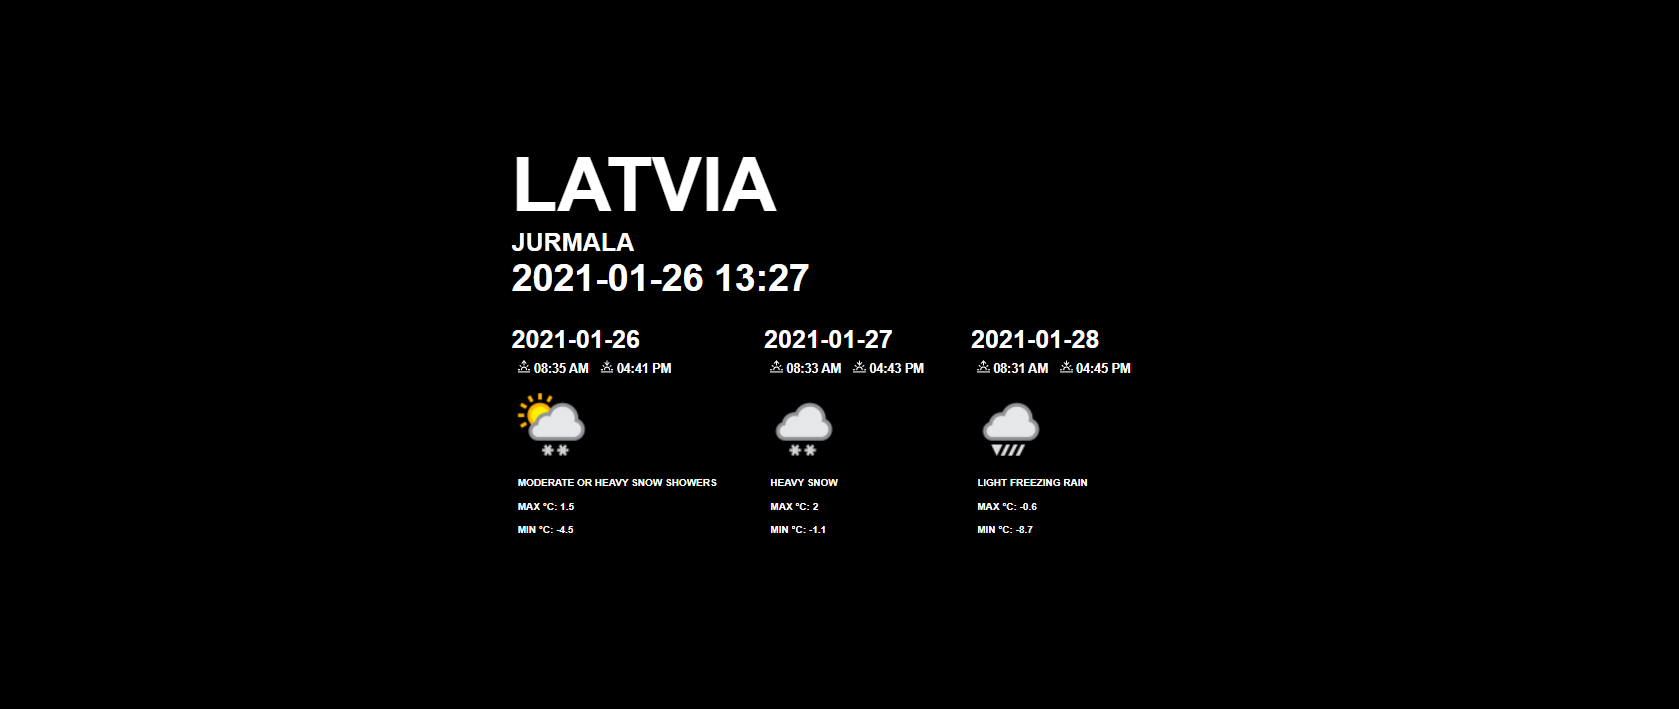 LATVIA
JURMALA
2021-01-26 13:27
2021-01-26
08:35 AM 04:41 PM
MODERATE OR HEAVY SNOW SHOWERS
MAX °C: 1.5
MIN °C: -4.5
2021-01-27
08:33 AM 04:43 PM
HEAVY SNOW
MAX °C: 2
MIN °C: -1.1
2021-01-28
08:31 AM 04:45 PM
LIGHT FREEZING RAIN
MAX °C: -0.6
MIN °C: -8.7